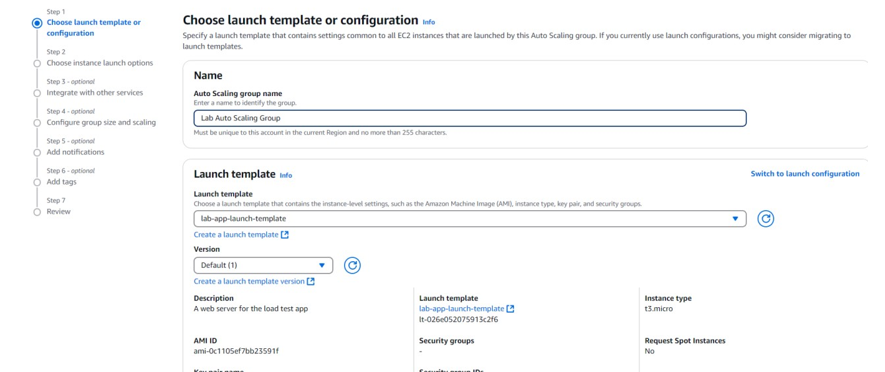 Step 1
Choose launch template or
configuration
Step 2
Choose instance launch options
Step 3 - optional
Integrate with other services
Step 4 - optional
Configure group size and scaling
Step 5 - optional
Add notifications
Step 6 - optional
Add tags
Step 7
Review
Choose launch template or configuration Info
Specify a launch template that contains settings common to all EC2 instances that are launched by this Auto Scaling group. If you currently use launch configurations, you might consider migrating to
launch templates.
Name
Auto Scaling group name
Enter a name to identify the group.
Lab Auto Scaling Group
Must be unique to this account in the current Region and no more than 255 characters.
Launch template Info
Switch to launch configuration
Launch template
Choose a launch template that contains the instance-level settings, such as the Amazon Machine Image (AMI), instance type, key pair, and security groups.
lab-app-launch-template
Create a launch template
Version
Default (1)
Create a launch template version
Description
A web server for the load test app
Launch template
lab-app-launch-template
lt-026e052075913c2f6
Instance type
t3.micro
AMI ID
ami-0c1105ef7bb23591f
Security groups
-
Request Spot Instances
No
Key pair name
Security group IDs